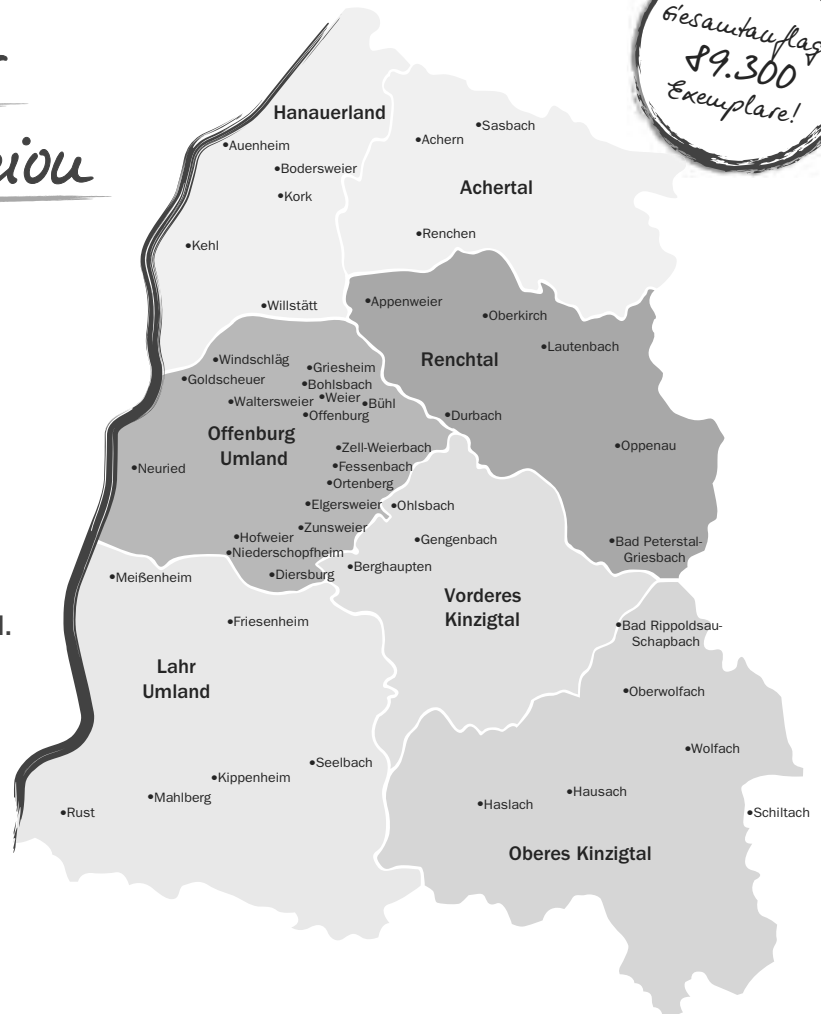 Gesamtauflag
89.300
Exemplare!
Hanauerland
Auenheim
Bodersweier
Kork
Kehl
Willstätt
Sasbach
Achern
Achertal
Renchen
Appenweier
Oberkirch
Lautenbach
Renchtal
Durbach
Oppenau
Bad Peterstal-
Griesbach
Windschläg
Griesheim
Goldscheuer
Bohlsbach
Waltersweier
Weier
Bühl
Offenburg
Offenburg
Umland
Zell-Weierbach
Neuried
Fessenbach
Ortenberg
Elgersweier
Zunsweier
Hofweier
Niederschopfheim
Diersburg
Ohlsbach
Gengenbach
Berghaupten
Vorderes
Kinzigtal
Meißenheim
Friesenheim
Lahr
Umland
Seelbach
Kippenheim
Mahlberg
Rust
Bad Rippoldsau-
Schapbach
Oberwolfach
Wolfach
Hausach
Haslach
Schiltach
Oberes Kinzigtal